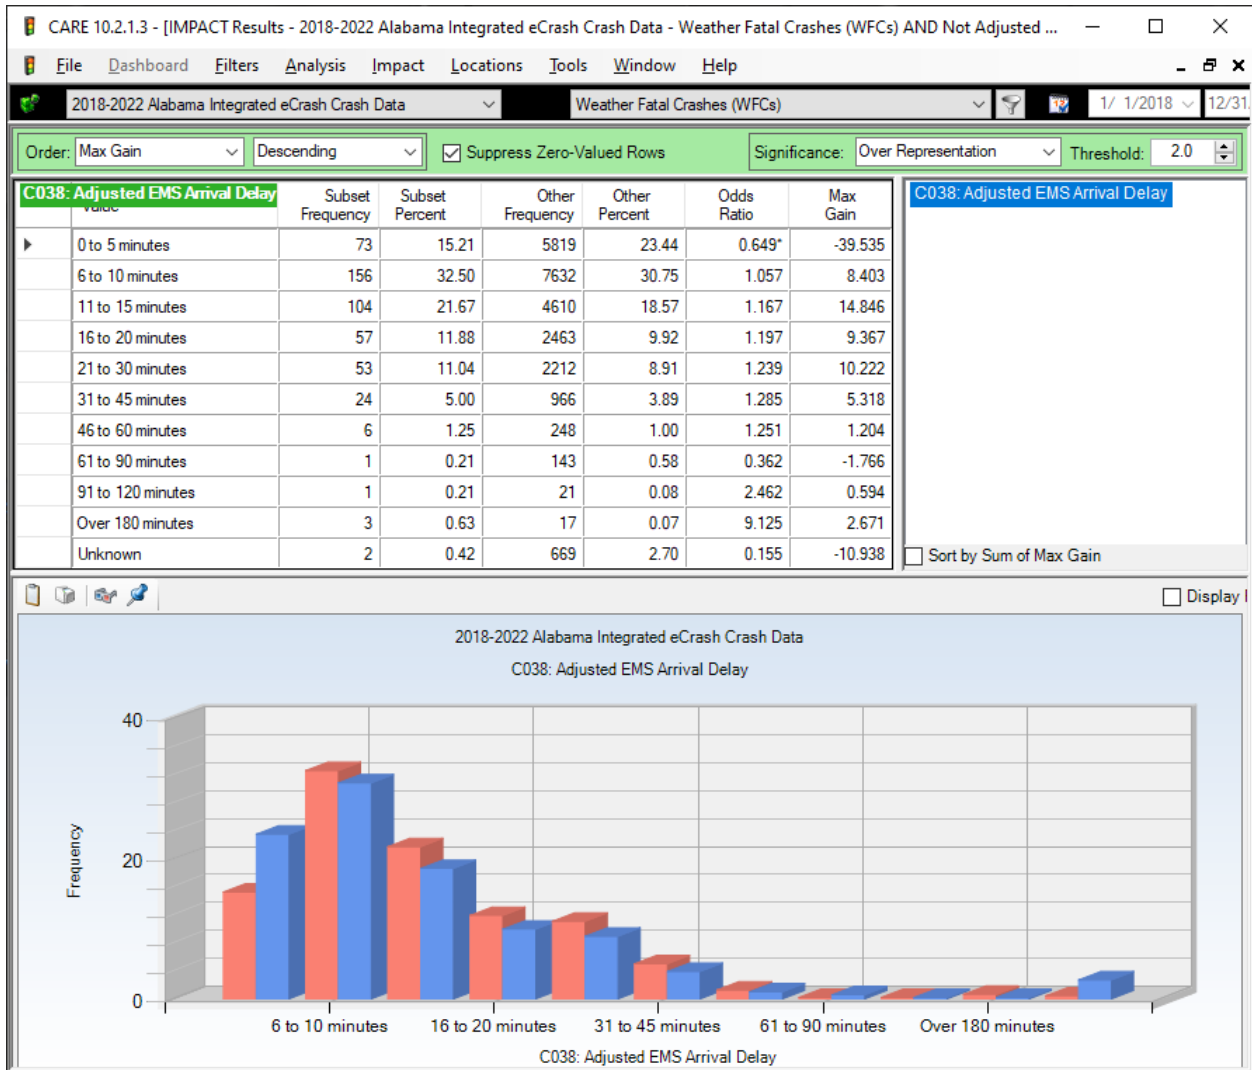 CARE 10.2.1.3 - [IMPACT Results - 2018-2022 Alabama Integrated eCrash Crash Data - Weather Fatal Crashes (WFCs) AND Not Adjusted ...
File Dashboard Filters Analysis Impact Locations Tools Window Help
2018-2022 Alabama Integrated eCrash Crash Data Weather Fatal Crashes (WFCs) 1/ 1/2018 12/31.
Order: Max Gain Descending Suppress Zero-Valued Rows Significance: Over Representation Threshold: 2.0
C038: Adjusted EMS Arrival Delay Subset Frequency Subset Percent Other Frequency Other Percent Odds Ratio Max Gain
0 to 5 minutes 73 15.21 5819 23.44 0.649* -39.535
6 to 10 minutes 156 32.50 7632 30.75 1.057 8.403
11 to 15 minutes 104 21.67 4610 18.57 1.167 14.846
16 to 20 minutes 57 11.88 2463 9.92 1.197 9.367
21 to 30 minutes 53 11.04 2212 8.91 1.239 10.222
31 to 45 minutes 24 5.00 966 3.89 1.285 5.318
46 to 60 minutes 6 1.25 248 1.00 1.251 1.204
61 to 90 minutes 1 0.21 143 0.58 0.362 -1.766
91 to 120 minutes 1 0.21 21 0.08 2.462 0.594
Over 180 minutes 3 0.63 17 0.07 9.125 2.671
Unknown 2 0.42 669 2.70 0.155 -10.938
C038: Adjusted EMS Arrival Delay
Sort by Sum of Max Gain
Display
2018-2022 Alabama Integrated eCrash Crash Data
C038: Adjusted EMS Arrival Delay
40
20
0
Frequency
6 to 10 minutes 16 to 20 minutes 31 to 45 minutes 61 to 90 minutes Over 180 minutes
C038: Adjusted EMS Arrival Delay